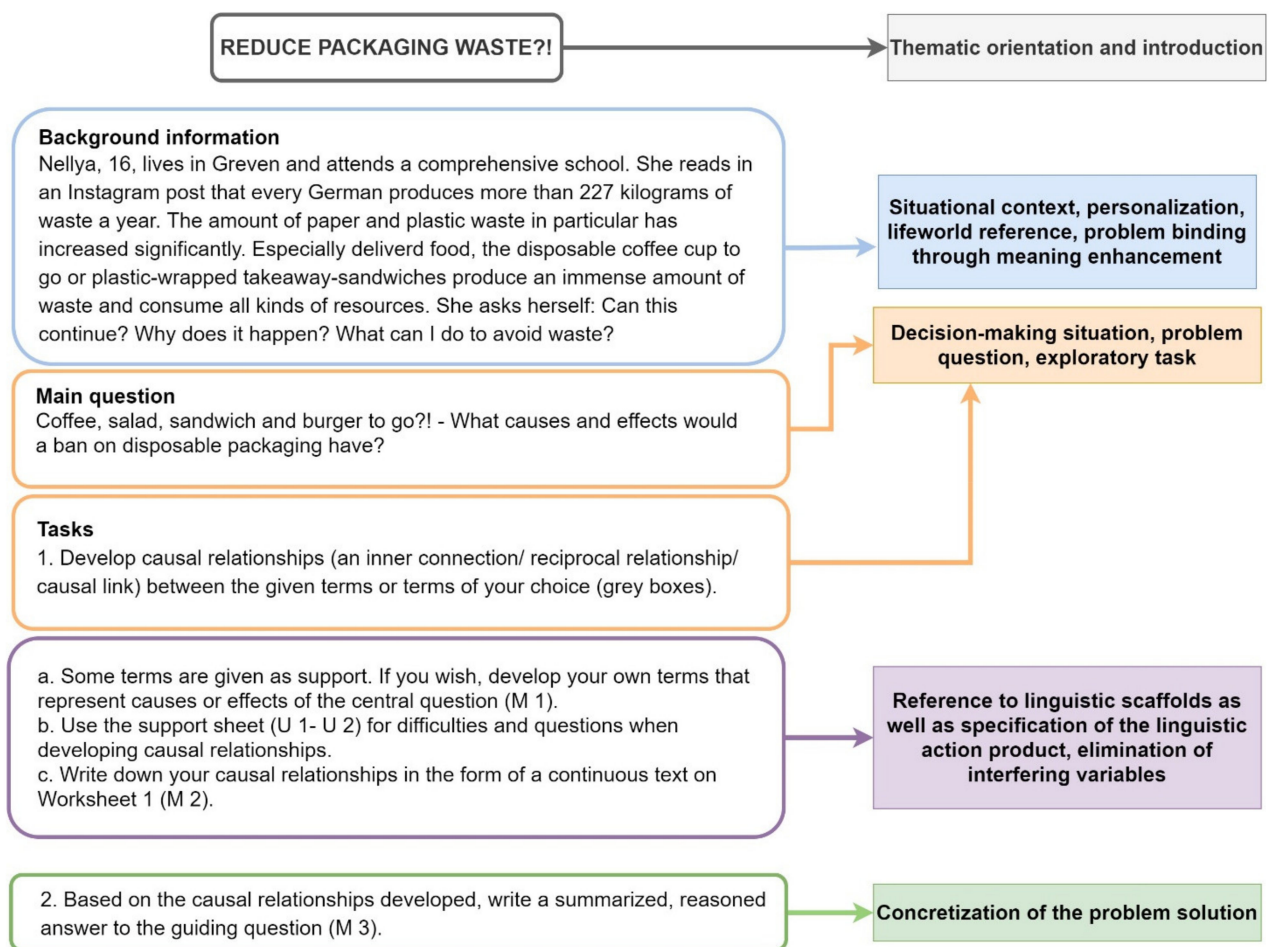 REDUCE PACKAGING WASTE?!
Thematic orientation and introduction
Background information
Nellya, 16, lives in Greven and attends a comprehensive school. She reads in
an Instagram post that every German produces more than 227 kilograms of
waste a year. The amount of paper and plastic waste in particular has
increased significantly. Especially deliverd food, the disposable coffee cup to
go or plastic-wrapped takeaway-sandwiches produce an immense amount of
waste and consume all kinds of resources. She asks herself: Can this
continue? Why does it happen? What can I do to avoid waste?
Situational context, personalization,
lifeworld reference, problem binding
through meaning enhancement
Main question
Coffee, salad, sandwich and burger to go?! - What causes and effects would
a ban on disposable packaging have?
Decision-making situation, problem
question, exploratory task
Tasks
1. Develop causal relationships (an inner connection/ reciprocal relationship/
causal link) between the given terms or terms of your choice (grey boxes).
a. Some terms are given as support. If you wish, develop your own terms that
represent causes or effects of the central question (M 1).
b. Use the support sheet (U 1- U 2) for difficulties and questions when
developing causal relationships.
c. Write down your causal relationships in the form of a continuous text on
Worksheet 1 (M 2).
Reference to linguistic scaffolds as
well as specification of the linguistic
action product, elimination of
interfering variables
2. Based on the causal relationships developed, write a summarized, reasoned
answer to the guiding question (M 3).
Concretization of the problem solution